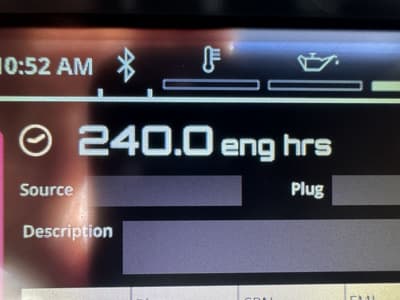 10:52 AM
240.0 eng hrs
Source Plug
Description